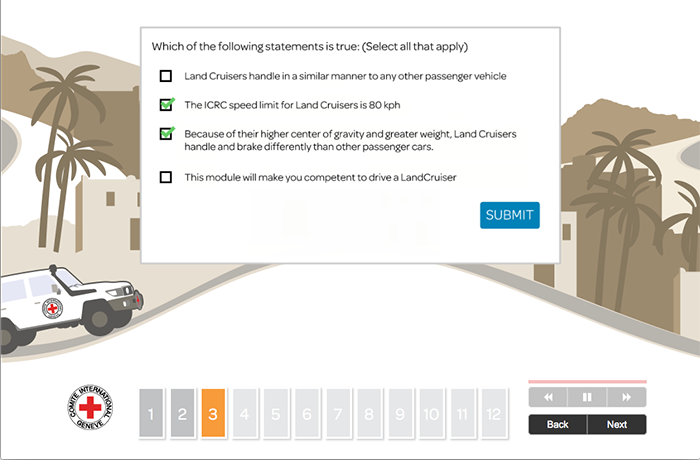 Which of the following statements is true: (Select all that apply)
Land Cruisers handle in a similar manner to any other passenger vehicle
The ICRC speed limit for Land Cruisers is 80 kph
Because of their higher center of gravity and greater weight, Land Cruisers
handle and brake differently than other passenger cars.
This module will make you competent to drive a LandCruiser
SUBMIT
COMITE INTERNATIONAL
GENEVE
1 2 3 4 5 6 7 8 9 10 11 12
Back Next